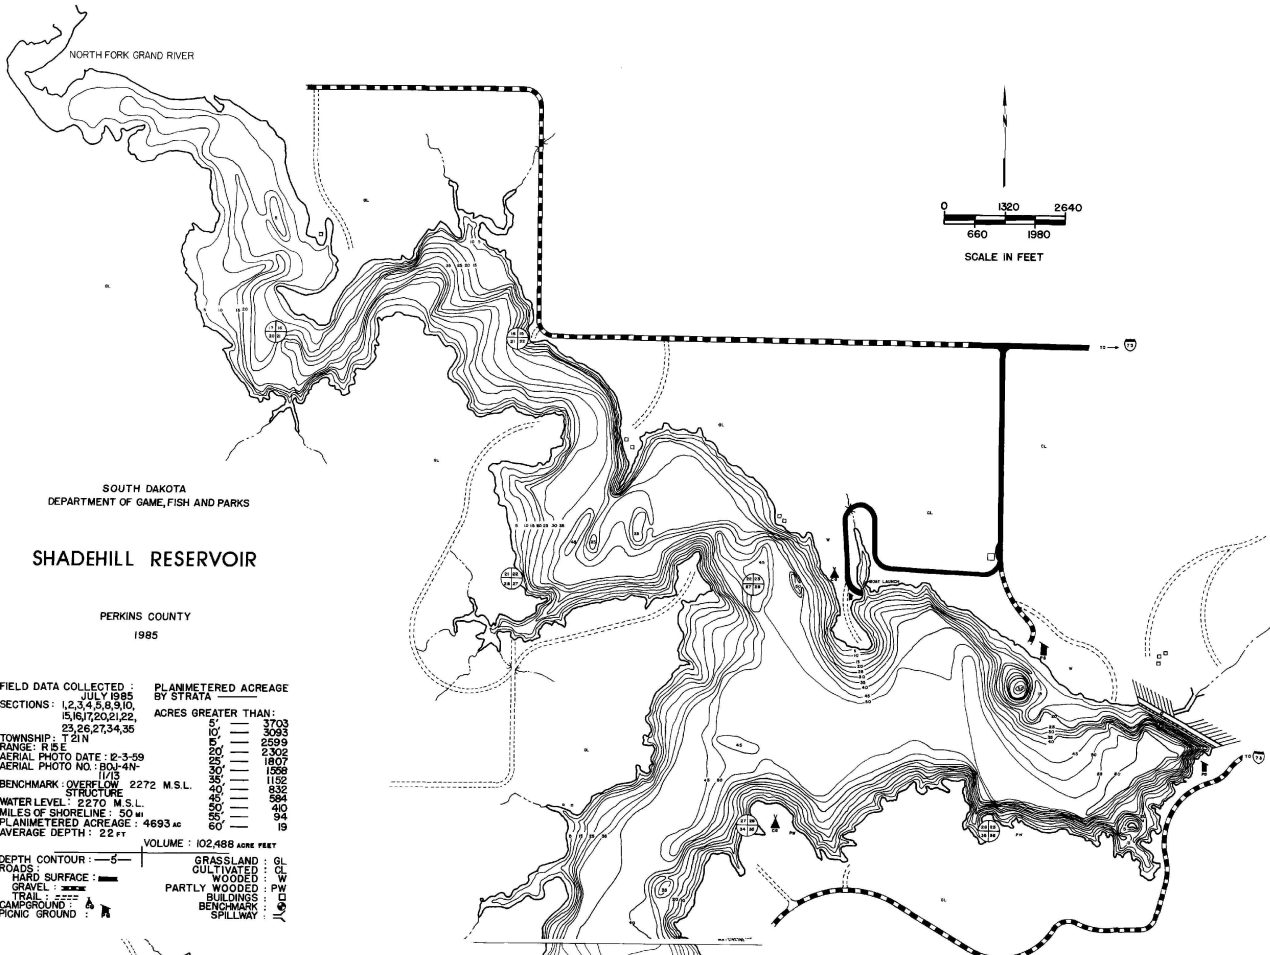 NORTH FORK GRAND RIVER
0 1320 2640
660 1980
SCALE IN FEET
GL
GL
TO → 73
GL
CL
GL
GL
W
BOAT LAUNCH
SOUTH DAKOTA
DEPARTMENT OF GAME, FISH AND PARKS
SHADEHILL RESERVOIR
PERKINS COUNTY
1985
FIELD DATA COLLECTED :
JULY 1985
SECTIONS : 1,2,3,4,5,8,9,10,
15,16,17,20,21,22,
23,26,27,34,35
TOWNSHIP : T 21 N
RANGE: R 15 E
AERIAL PHOTO DATE : 12-3-59
AERIAL PHOTO NO. : BOJ-4N-
11/13
BENCHMARK : OVERFLOW 2272 M.S.L.
STRUCTURE
WATER LEVEL : 2270 M.S.L.
MILES OF SHORELINE : 50 MI
PLANIMETERED ACREAGE : 4693 AC
AVERAGE DEPTH : 22 FT
PLANIMETERED ACREAGE
BY STRATA
ACRES GREATER THAN:
5' — 3703
10' — 3093
15' — 2599
20' — 2302
25' — 1807
30' — 1558
35' — 1152
40' — 832
45' — 584
50' — 410
55' — 94
60' — 19
VOLUME : 102,488 ACRE FEET
DEPTH CONTOUR : —5'—
ROADS :
HARD SURFACE :
GRAVEL :
TRAIL :
CAMPGROUND :
PICNIC GROUND :
GRASSLAND : GL
CULTIVATED : CL
WOODED : W
PARTLY WOODED : PW
BUILDINGS :
BENCHMARK :
SPILLWAY :
GL
W
TO 73
PW
PW
GL